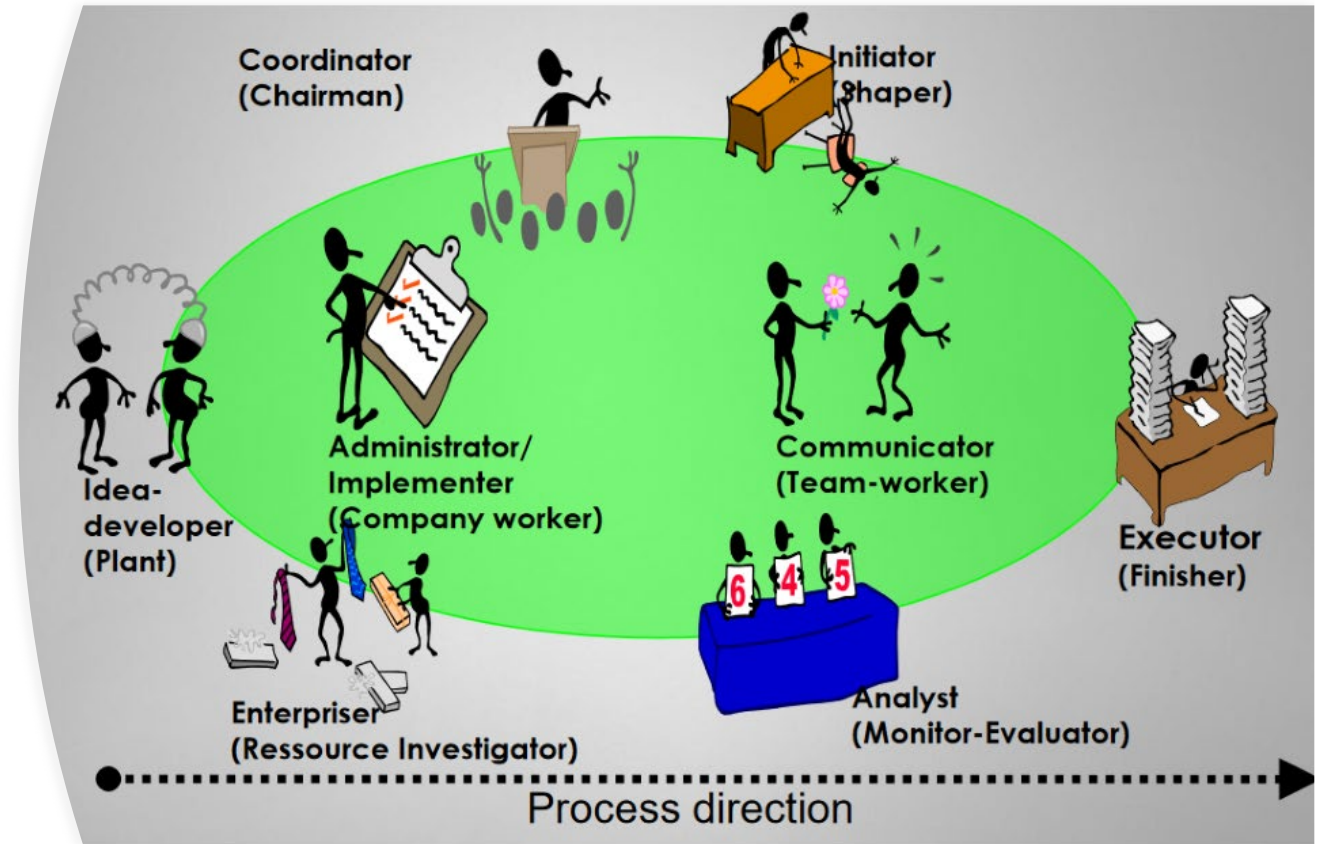 Coordinator
(Chairman)
Initiator
(Shaper)
Idea-
developer
(Plant)
Administrator/
Implementer
(Company worker)
Communicator
(Team-worker)
Executor
(Finisher)
6 4 5
Enterpriser
(Ressource Investigator)
Analyst
(Monitor-Evaluator)
Process direction